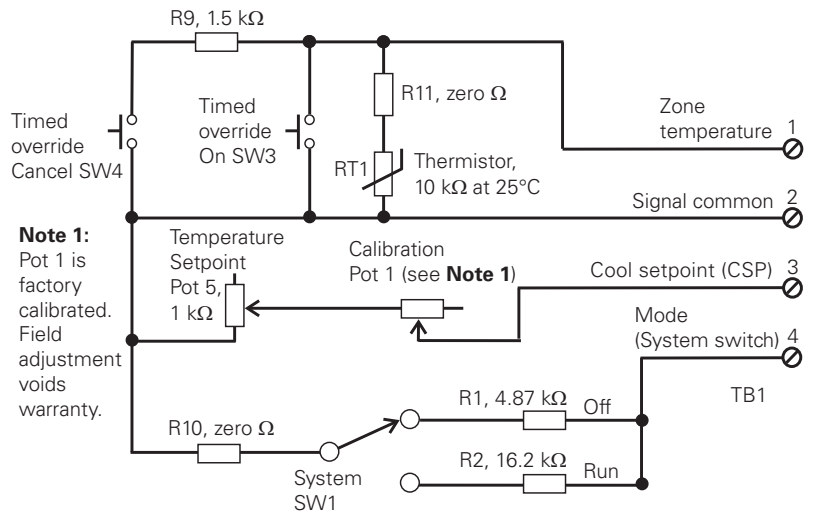 R9, 1.5 kΩ
Timed
override
Cancel SW4
Timed
override
On SW3
R11, zero Ω
RT1
Thermistor,
10 kΩ at 25°C
Zone
temperature
1
Signal common
2
Note 1:
Pot 1 is
factory
calibrated.
Field
adjustment
voids
warranty.
Temperature
Setpoint
Pot 5,
1 kΩ
Calibration
Pot 1 (see Note 1)
Cool setpoint (CSP)
3
Mode
(System switch)
4
TB1
R10, zero Ω
System
SW1
R1, 4.87 kΩ
Off
R2, 16.2 kΩ
Run